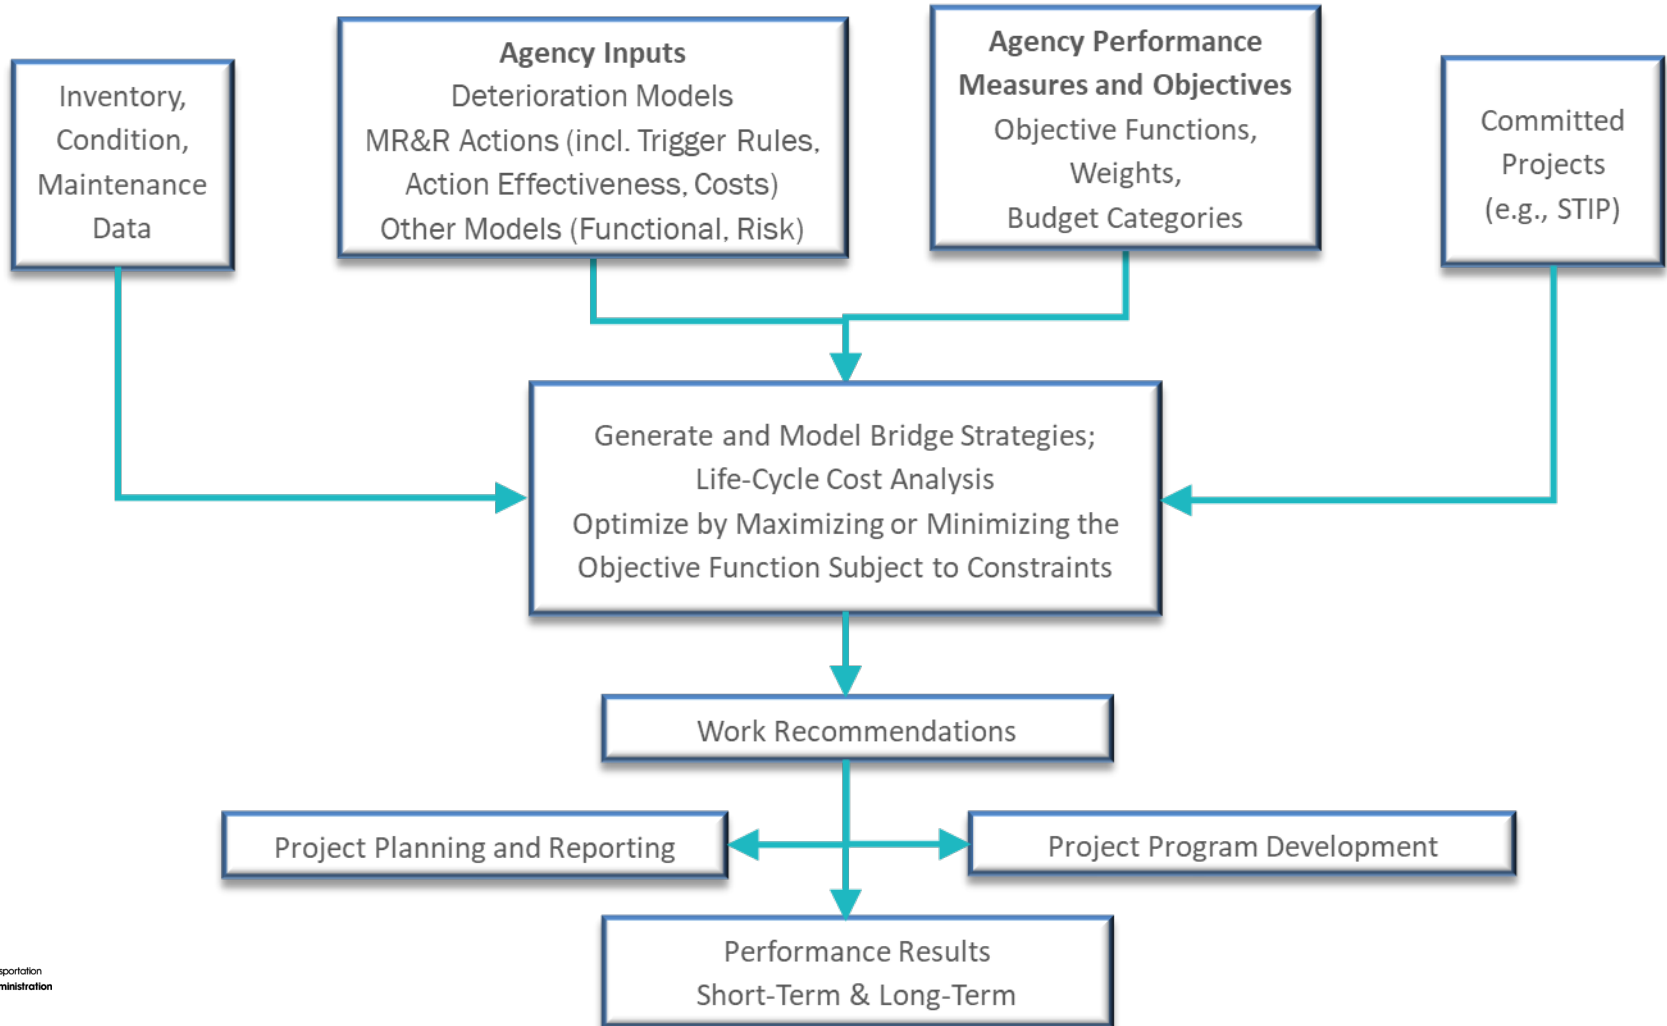 Inventory,
Condition,
Maintenance
Data
Agency Inputs
Deterioration Models
MR&R Actions (incl. Trigger Rules,
Action Effectiveness, Costs)
Other Models (Functional, Risk)
Agency Performance
Measures and Objectives
Objective Functions,
Weights,
Budget Categories
Committed
Projects
(e.g., STIP)
Generate and Model Bridge Strategies;
Life-Cycle Cost Analysis
Optimize by Maximizing or Minimizing the
Objective Function Subject to Constraints
Work Recommendations
Project Planning and Reporting
Project Program Development
Performance Results
Short-Term & Long-Term
sportation
ministration